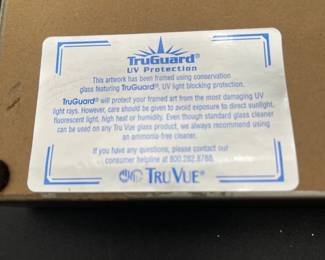 TruGuard®
UV Protection
This artwork has been framed using conservation
glass featuring TruGuard®, UV light blocking protection.
TruGuard® will protect your framed art from the most damaging UV
light rays. However, care should be given to avoid exposure to direct sunlight,
fluorescent light, high heat or humidity. Even though standard glass cleaner
can be used on any Tru Vue glass product, we always recommend using
an ammonia-free cleaner.
If you have any questions, please contact our
consumer helpline at 800.282.8788.
TRU VUE®